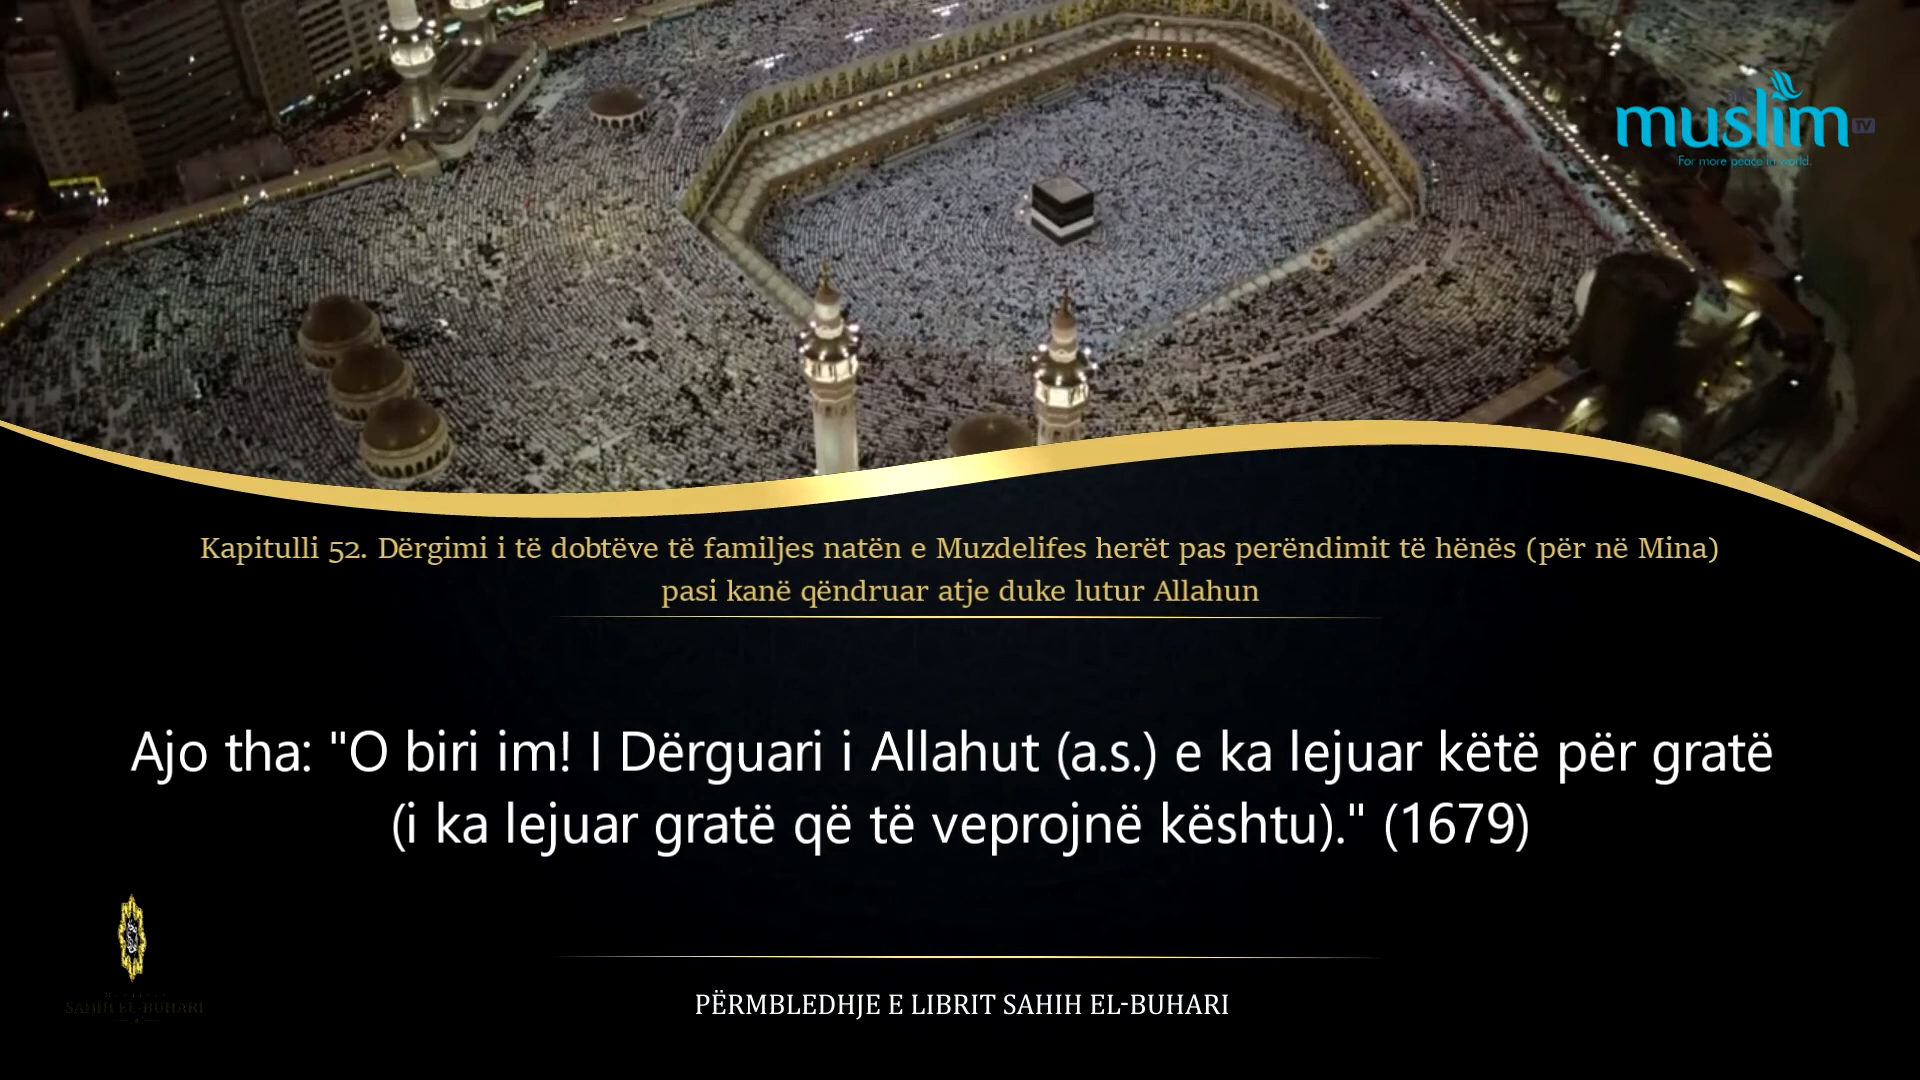 muslim TV
For more peace in world.
Kapitulli 52. Dërgimi i të dobtëve të familjes natën e Muzdelifes herët pas perëndimit të hënës (për në Mina)
pasi kanë qëndruar atje duke lutur Allahun
Ajo tha: "O biri im! I Dërguari i Allahut (a.s.) e ka lejuar këtë për gratë
(i ka lejuar gratë që të veprojnë kështu)." (1679)
SAHIH EL-BUHARI
PËRMBLEDHJE E LIBRIT SAHIH EL-BUHARI